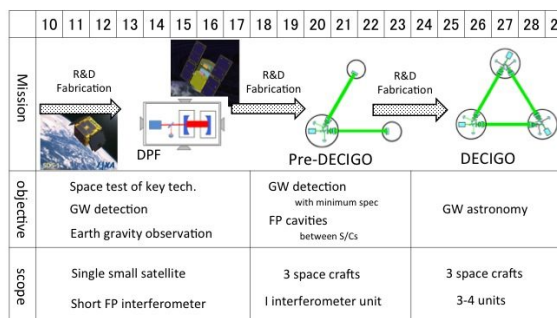 10 11 12 13 14 15 16 17 18 19 20 21 22 23 24 25 26 27 28 2
Mission
R&D
Fabrication
R&D
Fabrication
R&D
Fabrication
DPF
Pre-DECIGO
DECIGO
objective
Space test of key tech.
GW detection
Earth gravity observation
GW detection
with minimum spec
FP cavities
between S/Cs
GW astronomy
scope
Single small satellite
Short FP interferometer
3 space crafts
I interferometer unit
3 space crafts
3-4 units